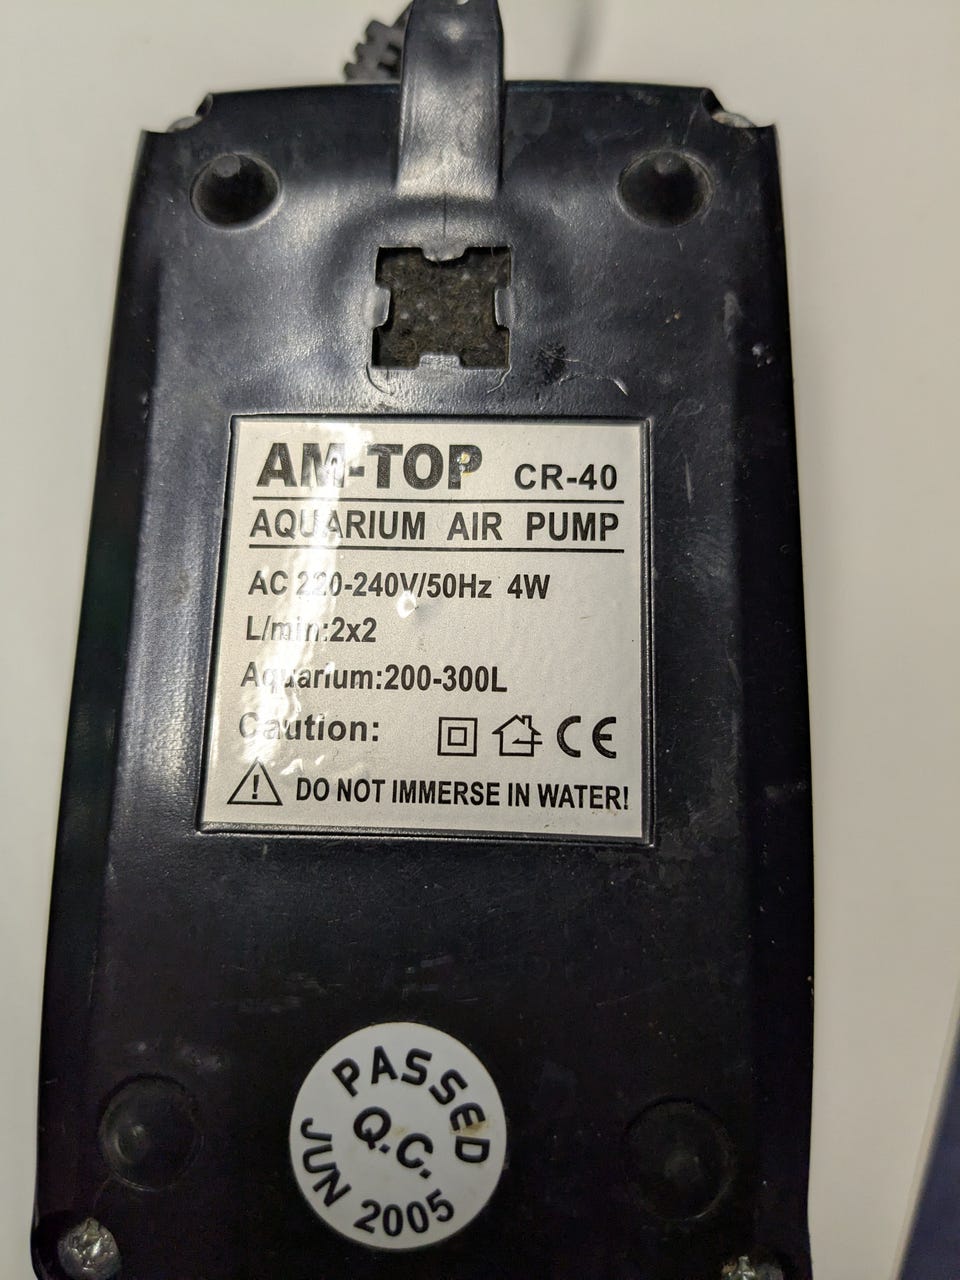 AM-TOP CR-40
AQUARIUM AIR PUMP
AC 220-240V/50Hz 4W
L/min:2x2
Aquarium:200-300L
Caution: CE
! DO NOT IMMERSE IN WATER!
PASSED
Q.C.
JUN 2005